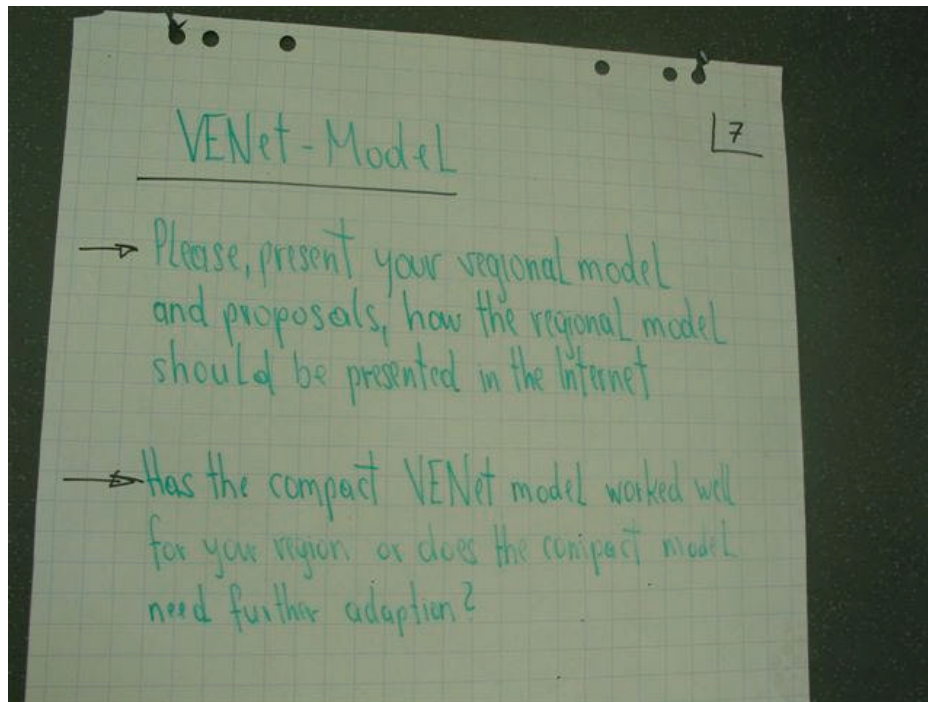 VENet-Model
7
→ Please, present your regional model
and proposals, how the regional model
should be presented in the Internet
→ Has the compact VENet model worked well
for your region or does the compact model
need further adaption?